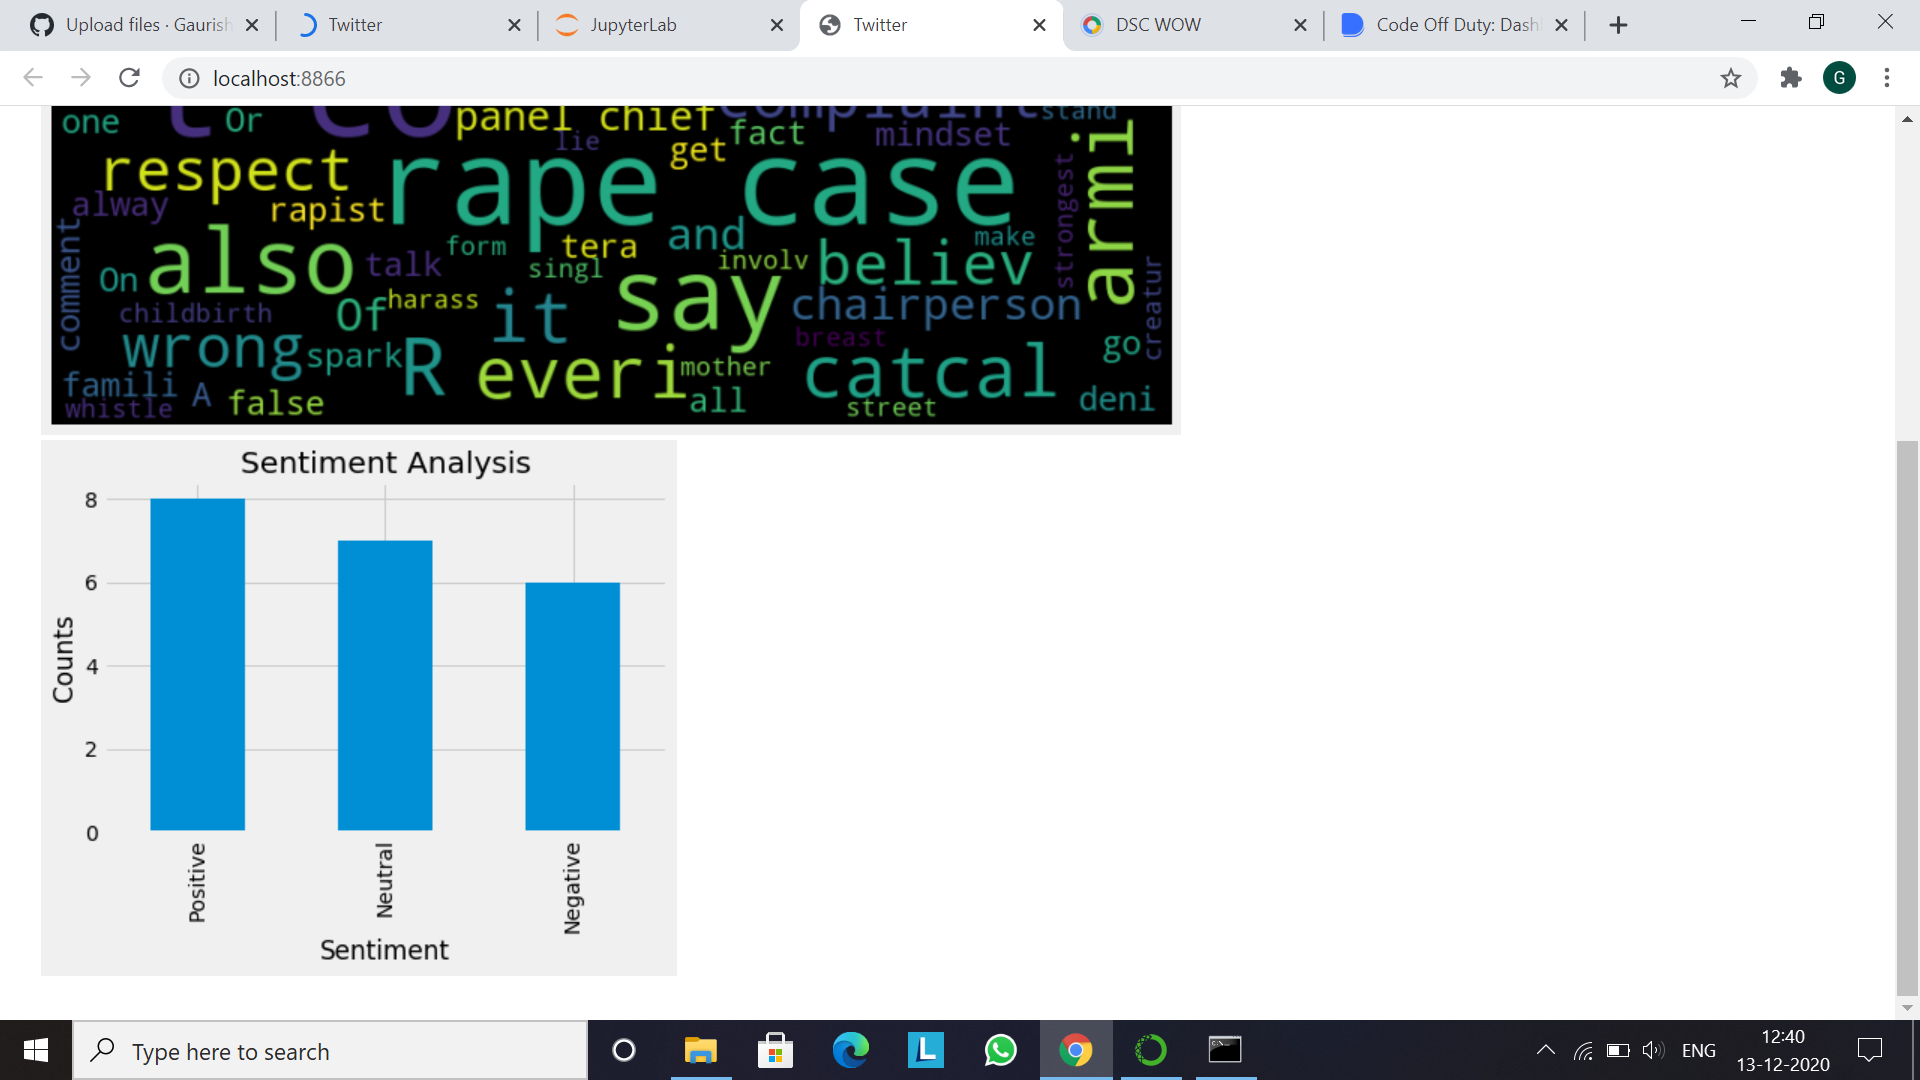 Upload files · Gaurish
Twitter
JupyterLab
Twitter
DSC WOW
Code Off Duty: Dash
localhost:8866
G
t co
complaint
stand
one
Or
panel chief
fact
mindset
lie
get
respect
rape case
armi
strongest
alway
rapist
and
make
comment
also
talk
form
tera
involv
believ
On
singl
say
creatur
childbirth
Of
harass
it
chairperson
wrong
spark
R
everi
mother
breast
catcal
go
famili
A
false
all
street
deni
whistle
Sentiment Analysis
8
6
4
2
0
Counts
Positive
Neutral
Negative
Sentiment
Type here to search
L
ENG
12:40
13-12-2020